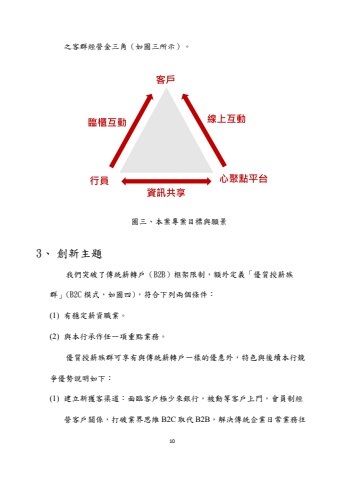 之客群經營金三角（如圖三所示）。
客戶
臨櫃互動
線上互動
行員
心聚點平台
資訊共享
圖三、本案專案目標與願景
3、 創新主題
我們突破了傳統薪轉戶（B2B）框架限制，額外定義「優質投薪族
群」(B2C 模式，如圖四)，符合下列兩個條件：
(1) 有穩定薪資職業。
(2) 與本行承作任一項重點業務。
優質投薪族群可享有與傳統薪轉戶一樣的優惠外，特色與後續本行競
爭優勢說明如下：
(1) 建立新獲客渠道：面臨客戶極少來銀行，被動等客戶上門，會員制經
營客戶關係，打破業界思維 B2C 取代 B2B，解決傳統企業日常業務往
10